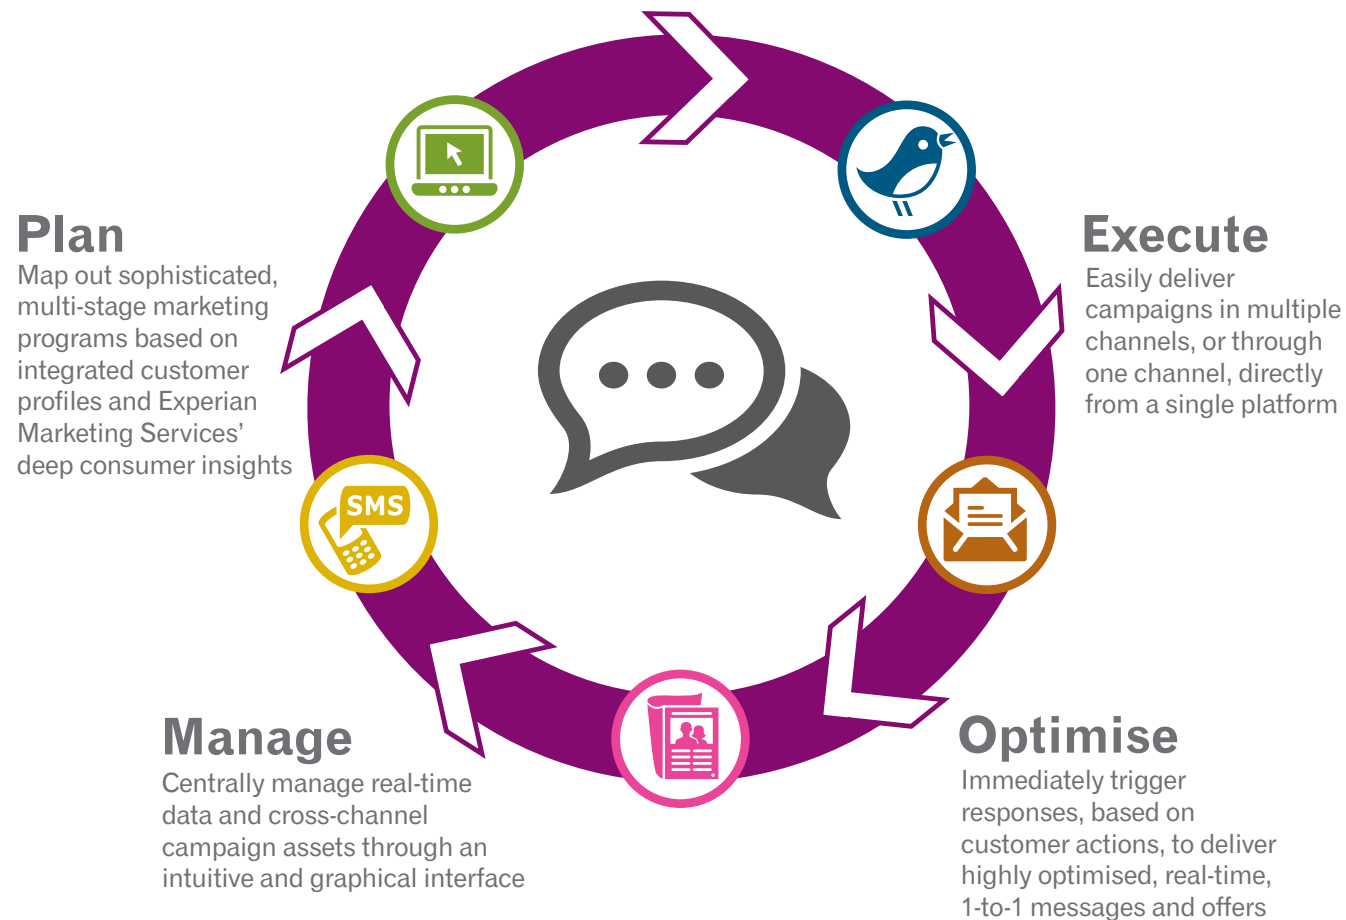 Plan
Map out sophisticated,
multi-stage marketing
programs based on
integrated customer
profiles and Experian
Marketing Services’
deep consumer insights
Execute
Easily deliver
campaigns in multiple
channels, or through
one channel, directly
from a single platform
SMS
Manage
Centrally manage real-time
data and cross-channel
campaign assets through an
intuitive and graphical interface
Optimise
Immediately trigger
responses, based on
customer actions, to deliver
highly optimised, real-time,
1-to-1 messages and offers